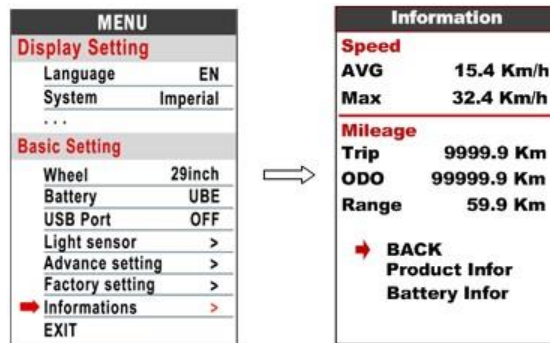 MENU
Display Setting
Language EN
System Imperial
...
Basic Setting
Wheel 29inch
Battery UBE
USB Port OFF
Light sensor >
Advance setting >
Factory setting >
Informations >
EXIT
Information
Speed
AVG 15.4 Km/h
Max 32.4 Km/h
Mileage
Trip 9999.9 Km
ODO 99999.9 Km
Range 59.9 Km
BACK
Product Infor
Battery Infor